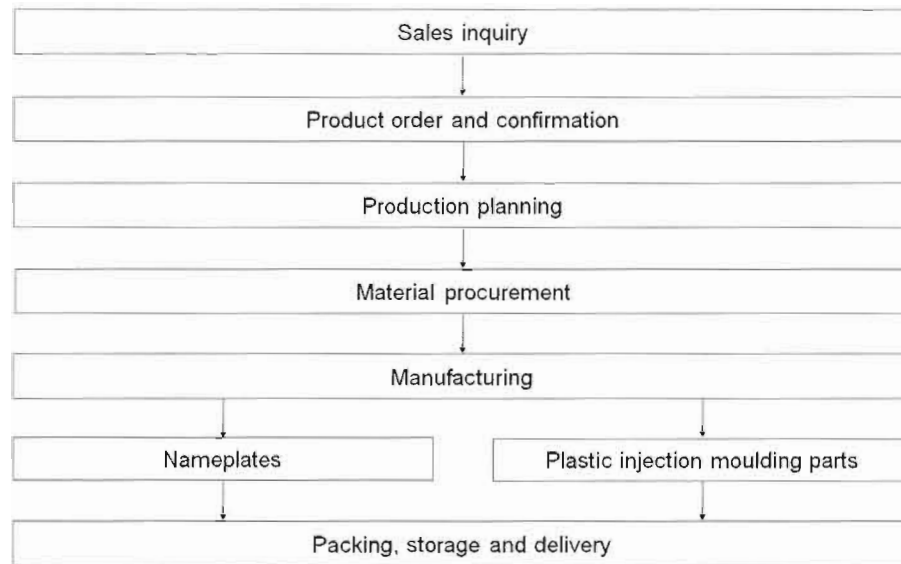 Sales inquiry
Product order and confirmation
Production planning
Material procurement
Manufacturing
Nameplates
Plastic injection moulding parts
Packing, storage and delivery